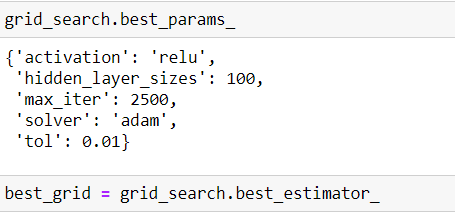 grid_search.best_params_
{'activation': 'relu',
 'hidden_layer_sizes': 100,
 'max_iter': 2500,
 'solver': 'adam',
 'tol': 0.01}
best_grid = grid_search.best_estimator_